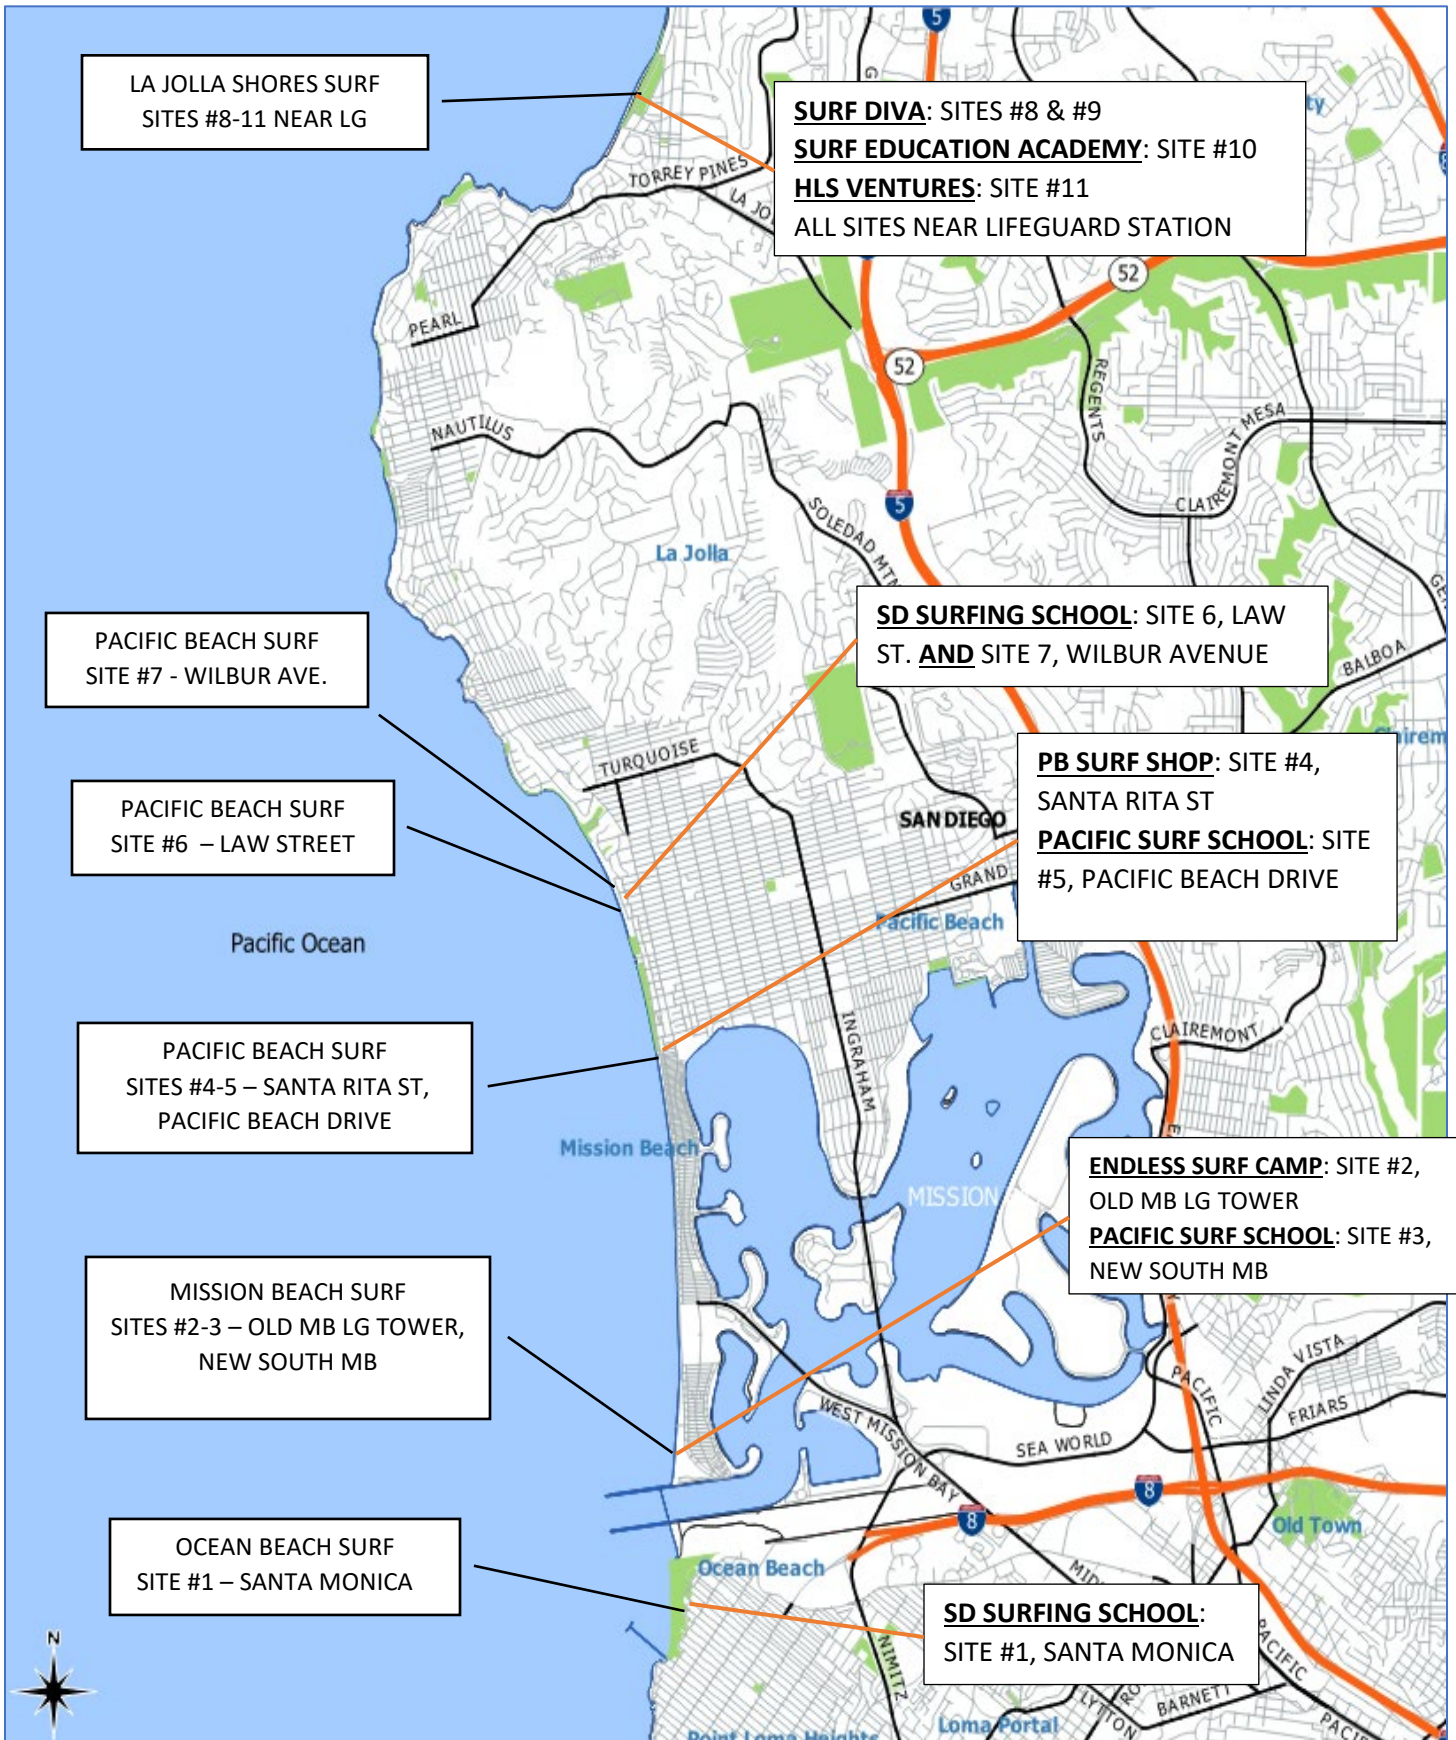 5
LA JOLLA SHORES SURF
SITES #8-11 NEAR LG
SURF DIVA: SITES #8 & #9
SURF EDUCATION ACADEMY: SITE #10
HLS VENTURES: SITE #11
ALL SITES NEAR LIFEGUARD STATION
TORREY PINES
52
52
PEARL
REGENTS
NAUTILUS
CLAIREMONT MESA
5
SOLEDAD MTN
La Jolla
SD SURFING SCHOOL: SITE 6, LAW
ST. AND SITE 7, WILBUR AVENUE
PACIFIC BEACH SURF
SITE #7 - WILBUR AVE.
BALBOA
TURQUOISE
PB SURF SHOP: SITE #4,
SANTA RITA ST
PACIFIC SURF SCHOOL: SITE
#5, PACIFIC BEACH DRIVE
PACIFIC BEACH SURF
SITE #6 – LAW STREET
SAN DIEGO
GRAND
Pacific Beach
Pacific Ocean
INGRAHAM
CLAIREMONT
PACIFIC BEACH SURF
SITES #4-5 – SANTA RITA ST,
PACIFIC BEACH DRIVE
Mission Beach
MISSION
ENDLESS SURF CAMP: SITE #2,
OLD MB LG TOWER
PACIFIC SURF SCHOOL: SITE #3,
NEW SOUTH MB
MISSION BEACH SURF
SITES #2-3 – OLD MB LG TOWER,
NEW SOUTH MB
LINDA VISTA
PACIFIC
FRIARS
WEST MISSION BAY
SEA WORLD
8
8
Old Town
OCEAN BEACH SURF
SITE #1 – SANTA MONICA
Ocean Beach
SD SURFING SCHOOL:
SITE #1, SANTA MONICA
N
NIMITZ
PACIFIC
BARNETT
LYTTON
Loma Portal
Point Loma Heights